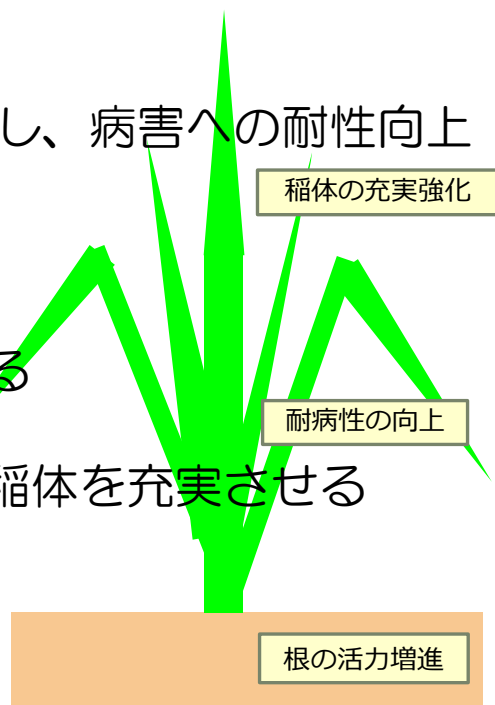 し、病害への耐性向上
稲体の充実強化
る
耐病性の向上
稲体を充実させる
根の活力増進